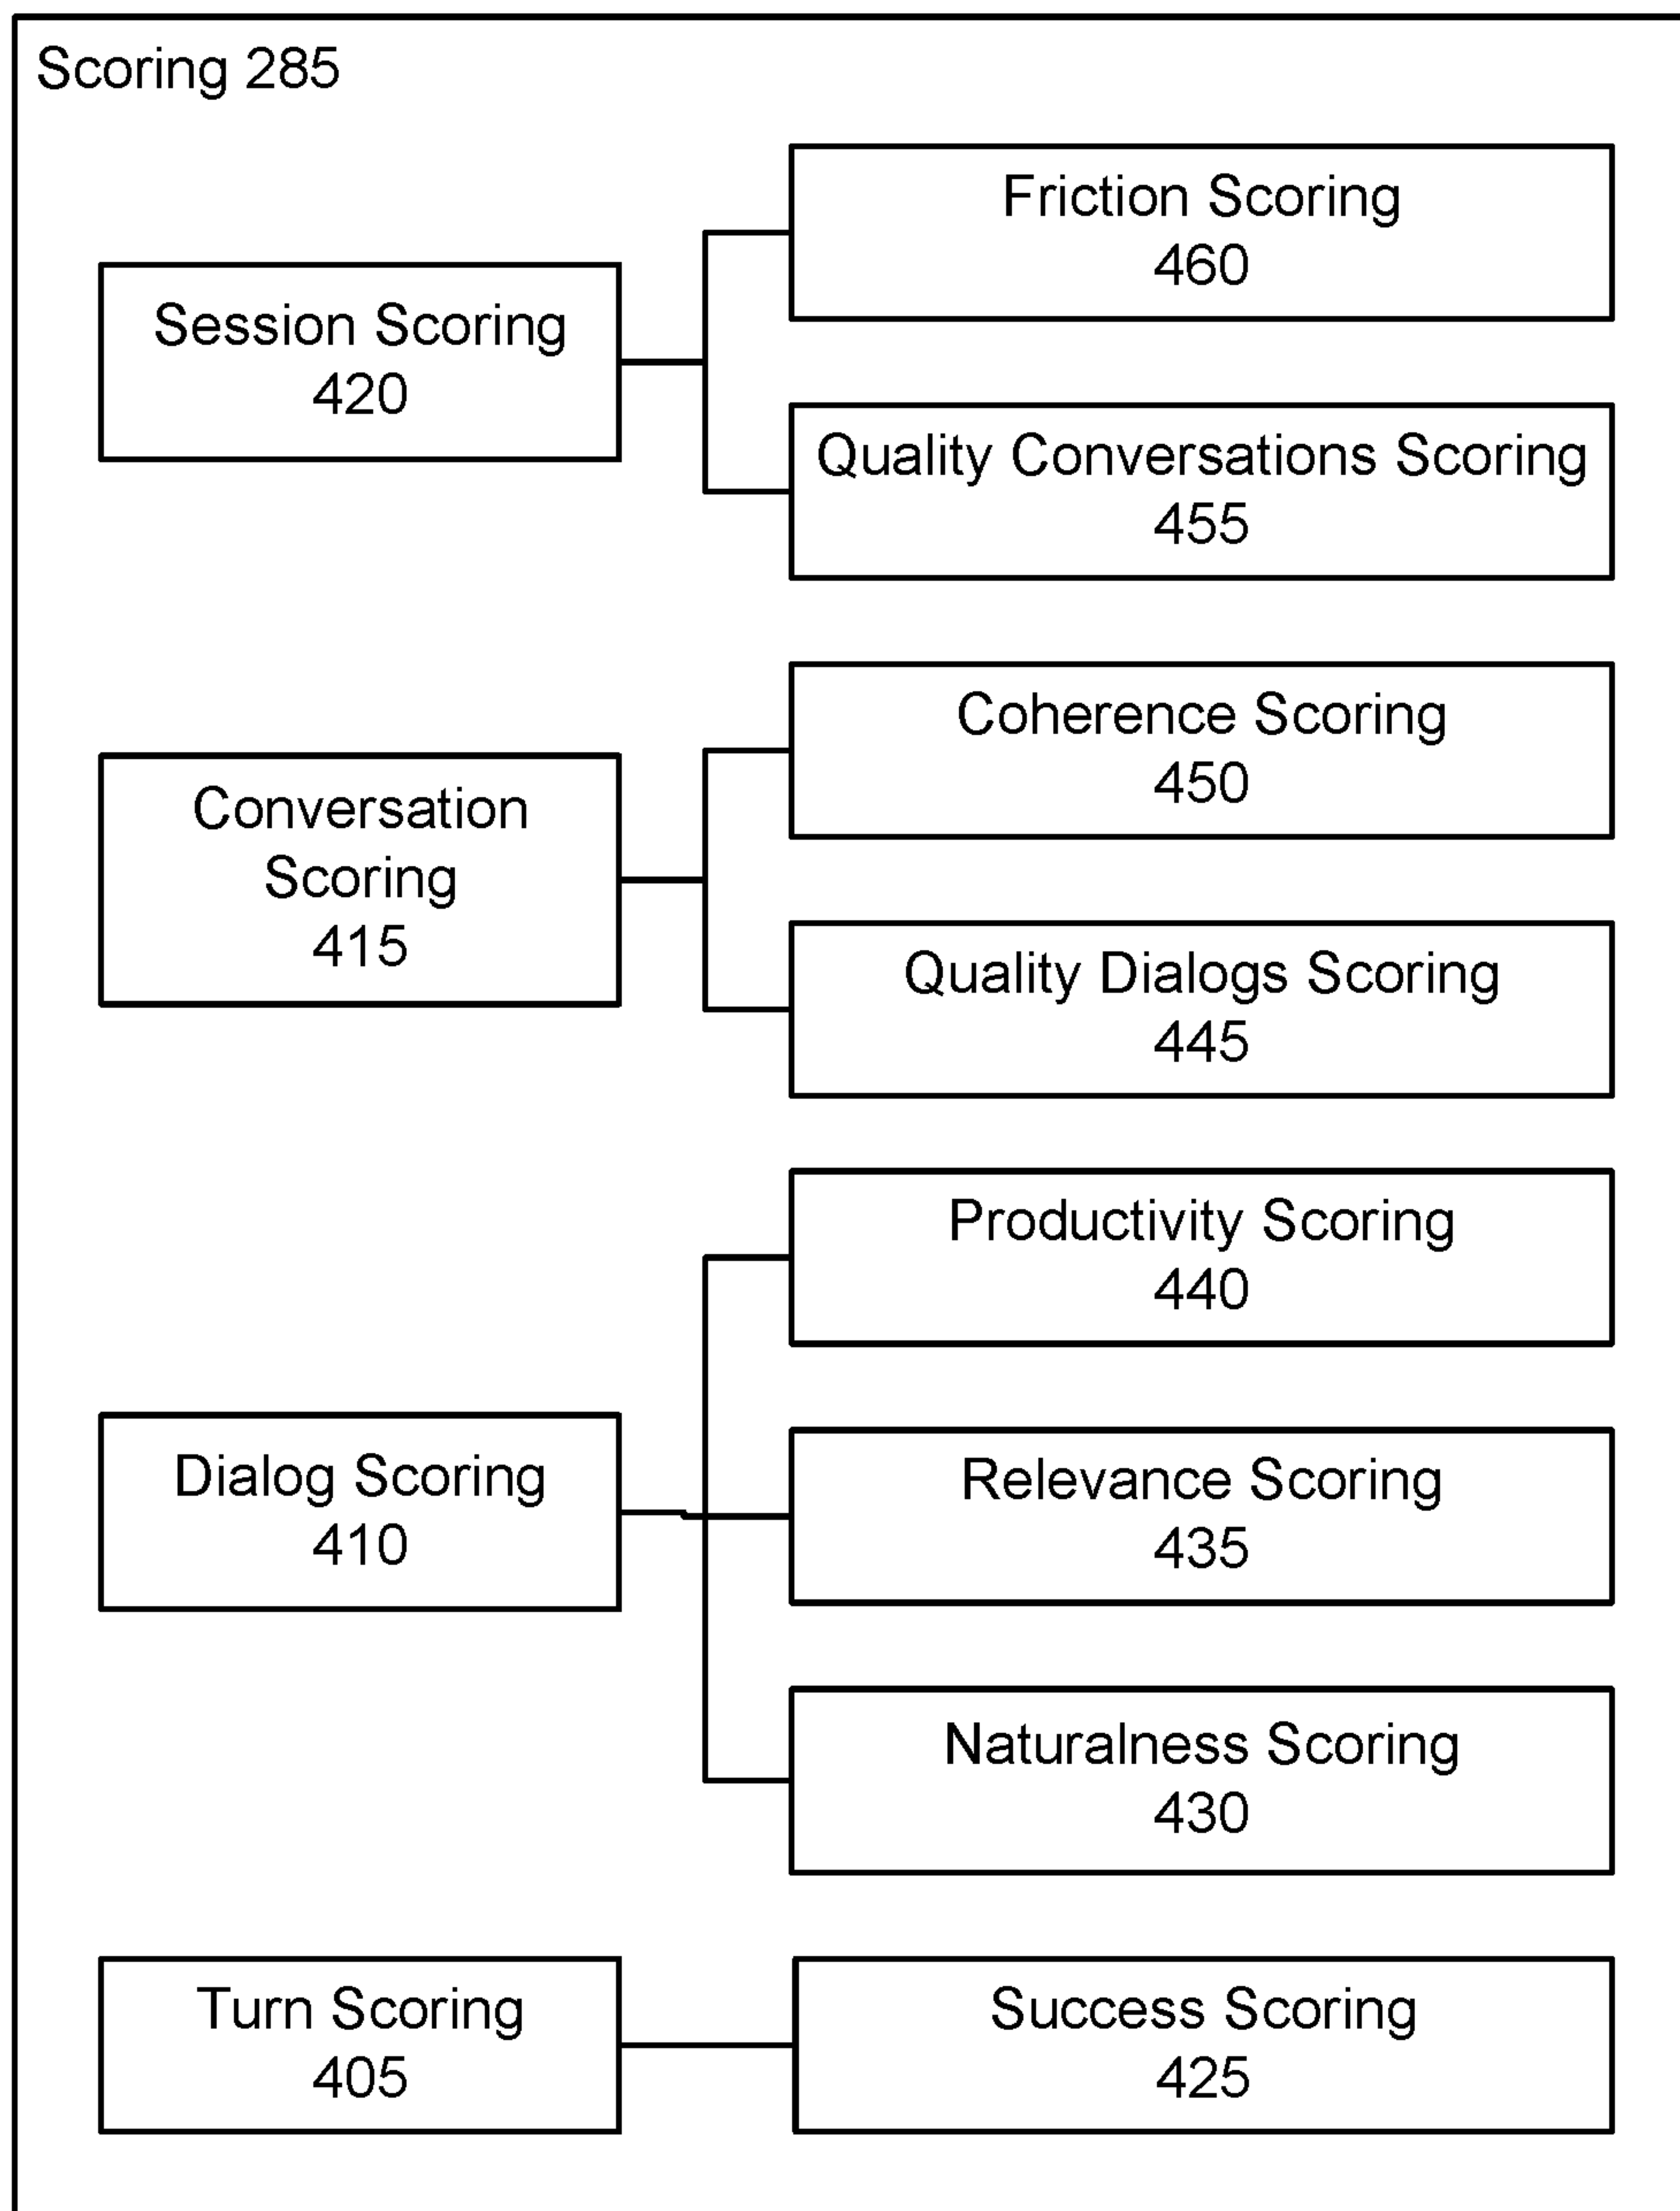 Scoring 285
Session Scoring
420
Friction Scoring
460
Quality Conversations Scoring
455
Conversation
Scoring
415
Coherence Scoring
450
Quality Dialogs Scoring
445
Dialog Scoring
410
Productivity Scoring
440
Relevance Scoring
435
Naturalness Scoring
430
Turn Scoring
405
Success Scoring
425